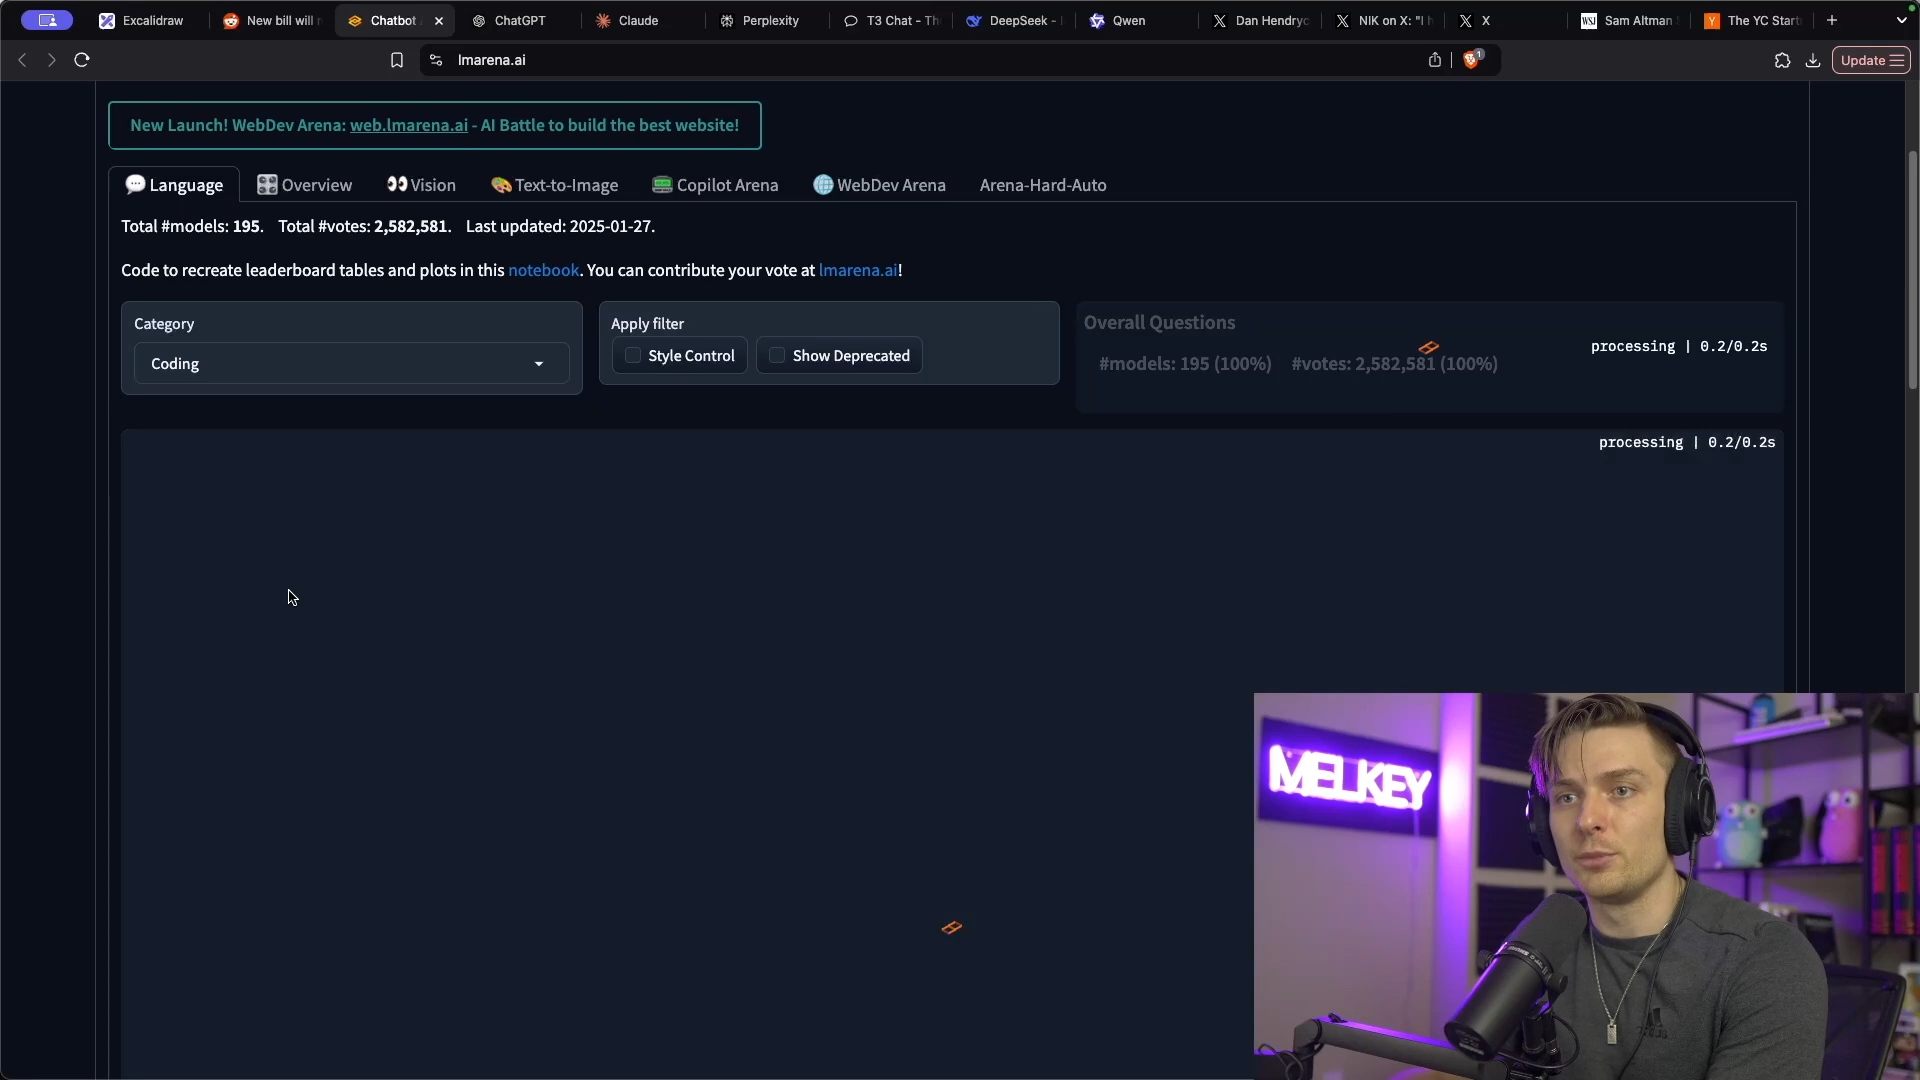 Excalidraw
New bill will
Chatbot
ChatGPT
Claude
Perplexity
T3 Chat - Th
DeepSeek -
Qwen
Dan Hendryc
NIK on X: "I h
X
WSJ
Sam Altman
The YC Start
lmarena.ai
1
Update
New Launch! WebDev Arena: web.lmarena.ai - AI Battle to build the best website!
Language
Overview
Vision
Text-to-Image
Copilot Arena
WebDev Arena
Arena-Hard-Auto
Total #models: 195. Total #votes: 2,582,581. Last updated: 2025-01-27.
Code to recreate leaderboard tables and plots in this notebook. You can contribute your vote at lmarena.ai!
Category
Coding
Apply filter
Style Control
Show Deprecated
Overall Questions
#models: 195 (100%) #votes: 2,582,581 (100%)
processing | 0.2/0.2s
processing | 0.2/0.2s
MELKEY